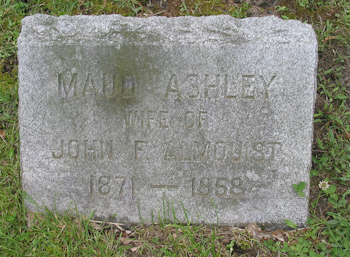 MAUD ASHLEY
WIFE OF
JOHN F. ALMQUIST
1871 — 1958